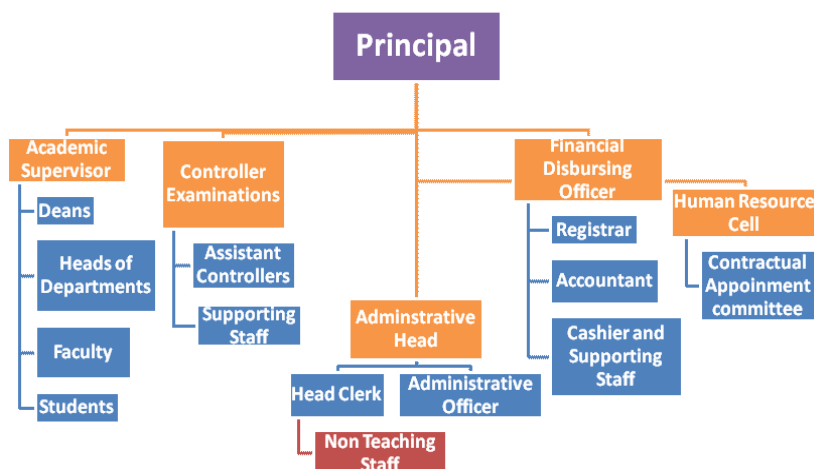 Principal
Academic
Supervisor
Deans
Heads of
Departments
Faculty
Students
Controller
Examinations
Assistant
Controllers
Supporting
Staff
Adminstrative
Head
Head Clerk
Non Teaching
Staff
Administrative
Officer
Financial
Disbursing
Officer
Registrar
Accountant
Cashier and
Supporting
Staff
Human Resource
Cell
Contractual
Appoinment
committee